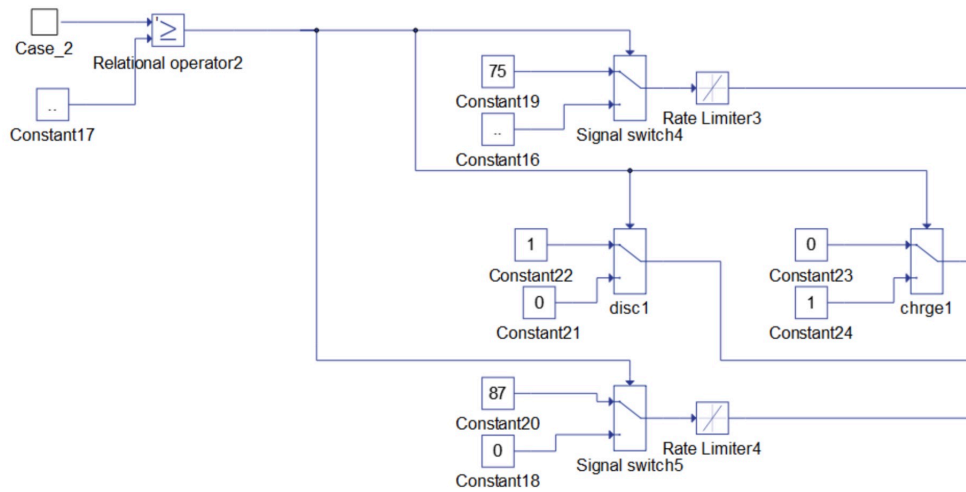 Case_2
'≥
Relational operator2
..
Constant17
75
Constant19
..
Constant16
Signal switch4
Rate Limiter3
1
Constant22
0
Constant21
disc1
0
Constant23
1
Constant24
chrge1
87
Constant20
0
Constant18
Signal switch5
Rate Limiter4